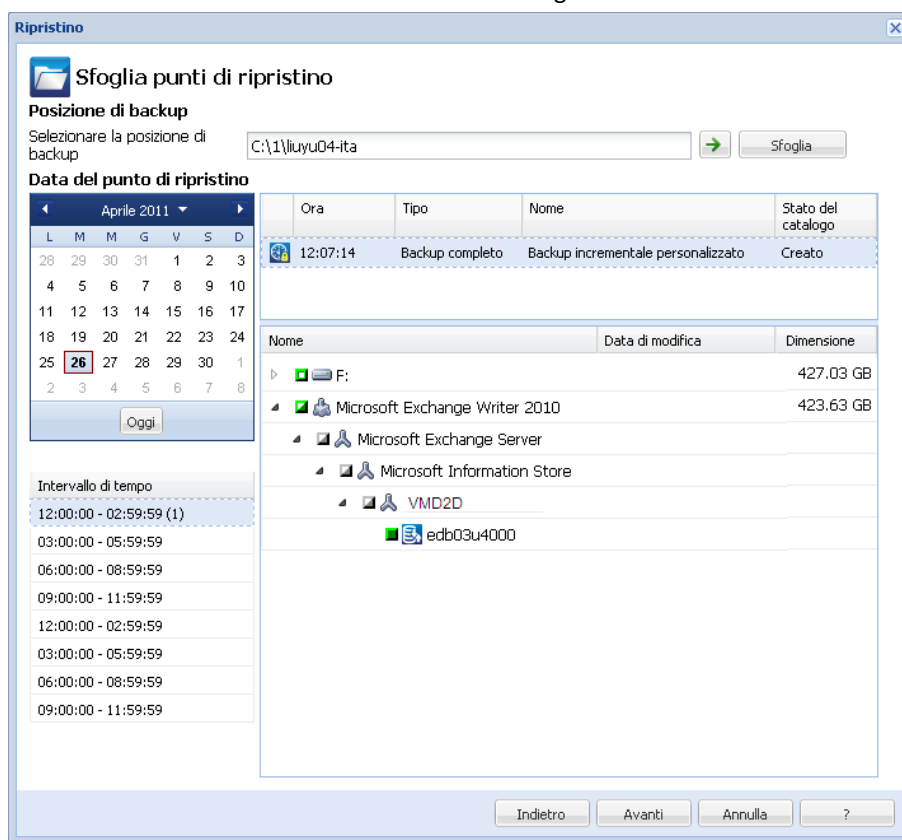 Ripristino
Sfoglia punti di ripristino
Posizione di backup
Selezionare la posizione di
backup
C:\1\liuyu04-ita
Sfoglia
Data del punto di ripristino
Aprile 2011
L M M G V S D
28 29 30 31 1 2 3
4 5 6 7 8 9 10
11 12 13 14 15 16 17
18 19 20 21 22 23 24
25 26 27 28 29 30 1
2 3 4 5 6 7 8
Oggi
Intervallo di tempo
12:00:00 - 02:59:59 (1)
03:00:00 - 05:59:59
06:00:00 - 08:59:59
09:00:00 - 11:59:59
12:00:00 - 02:59:59
03:00:00 - 05:59:59
06:00:00 - 08:59:59
09:00:00 - 11:59:59
Ora Tipo Nome Stato del
catalogo
12:07:14 Backup completo Backup incrementale personalizzato Creato
Nome Data di modifica Dimensione
F: 427.03 GB
Microsoft Exchange Writer 2010 423.63 GB
Microsoft Exchange Server
Microsoft Information Store
VMD2D
edb03u4000
Indietro Avanti Annulla ?